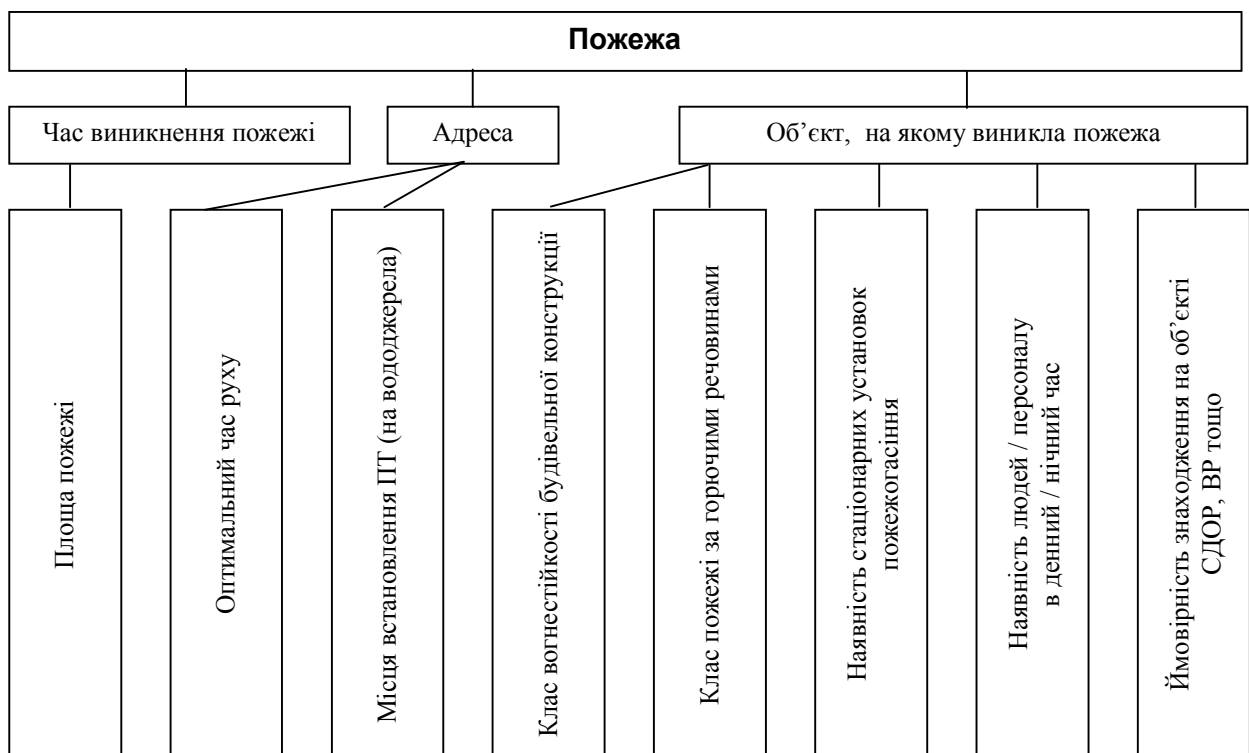 Пожежа
Час виникнення пожежі
Адреса
Об’єкт, на якому виникла пожежа
Площа пожежі
Оптимальний час руху
Місця встановлення ПТ (на вододжерела)
Клас вогнестійкості будівельної конструкції
Клас пожежі за горючими речовинами
Наявність стаціонарних установок
пожежогасіння
Наявність людей / персоналу
в денний / нічний час
Ймовірність знаходження на об’єкті
СДОР, ВР тощо